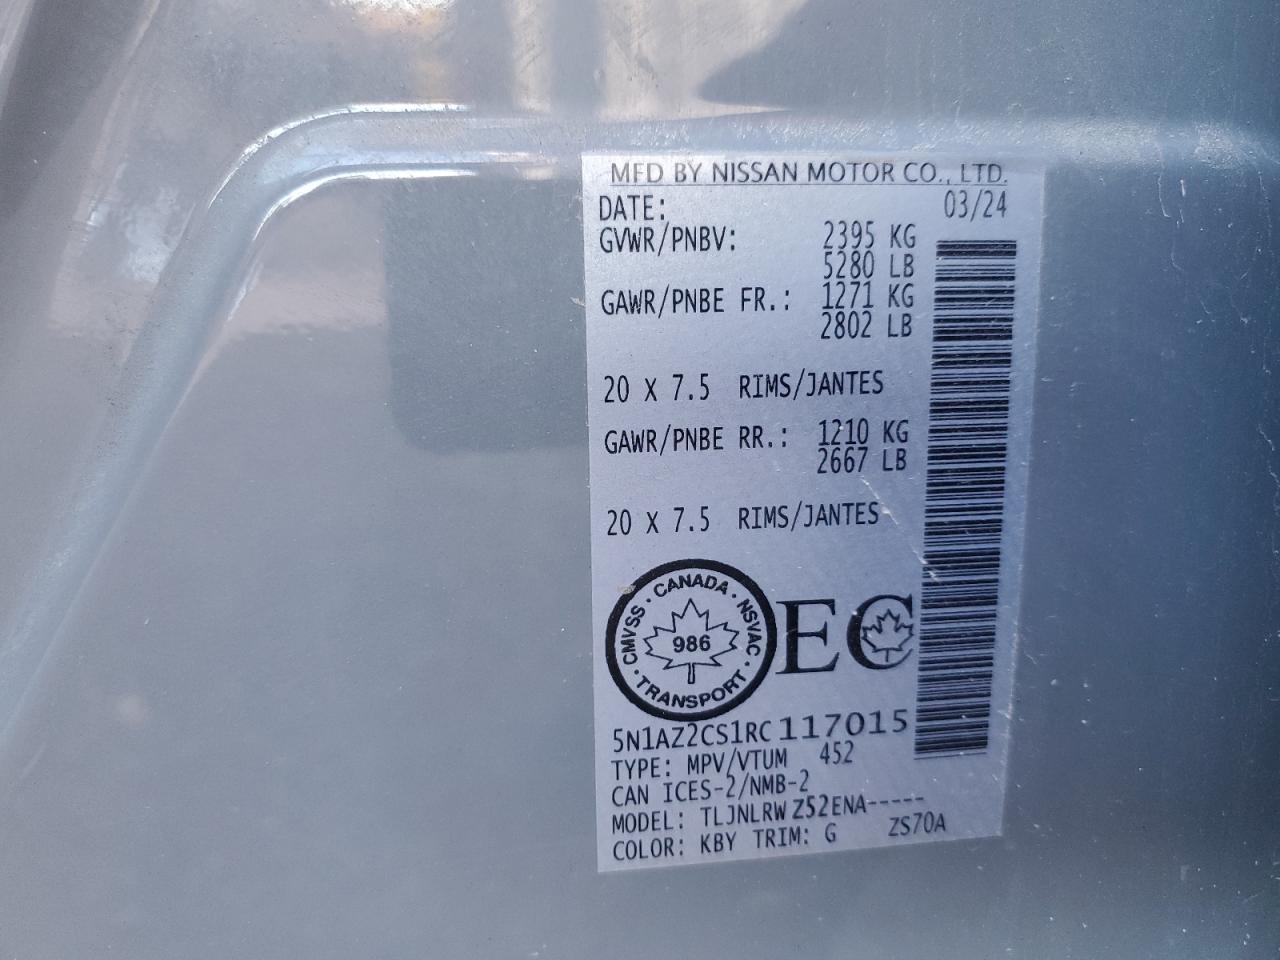 MFD BY NISSAN MOTOR CO., LTD.
DATE: 03/24
GVWR/PNBV: 2395 KG
5280 LB
GAWR/PNBE FR.: 1271 KG
2802 LB
20 X 7.5 RIMS/JANTES
GAWR/PNBE RR.: 1210 KG
2667 LB
20 X 7.5 RIMS/JANTES
CMVSS · CANADA · NSVAC · TRANSPORT ·
986
EC
5N1AZ2CS1RC117015
TYPE: MPV/VTUM 452
CAN ICES-2/NMB-2
MODEL: TLJNLRW Z52ENA-----
COLOR: KBY TRIM: G ZS70A